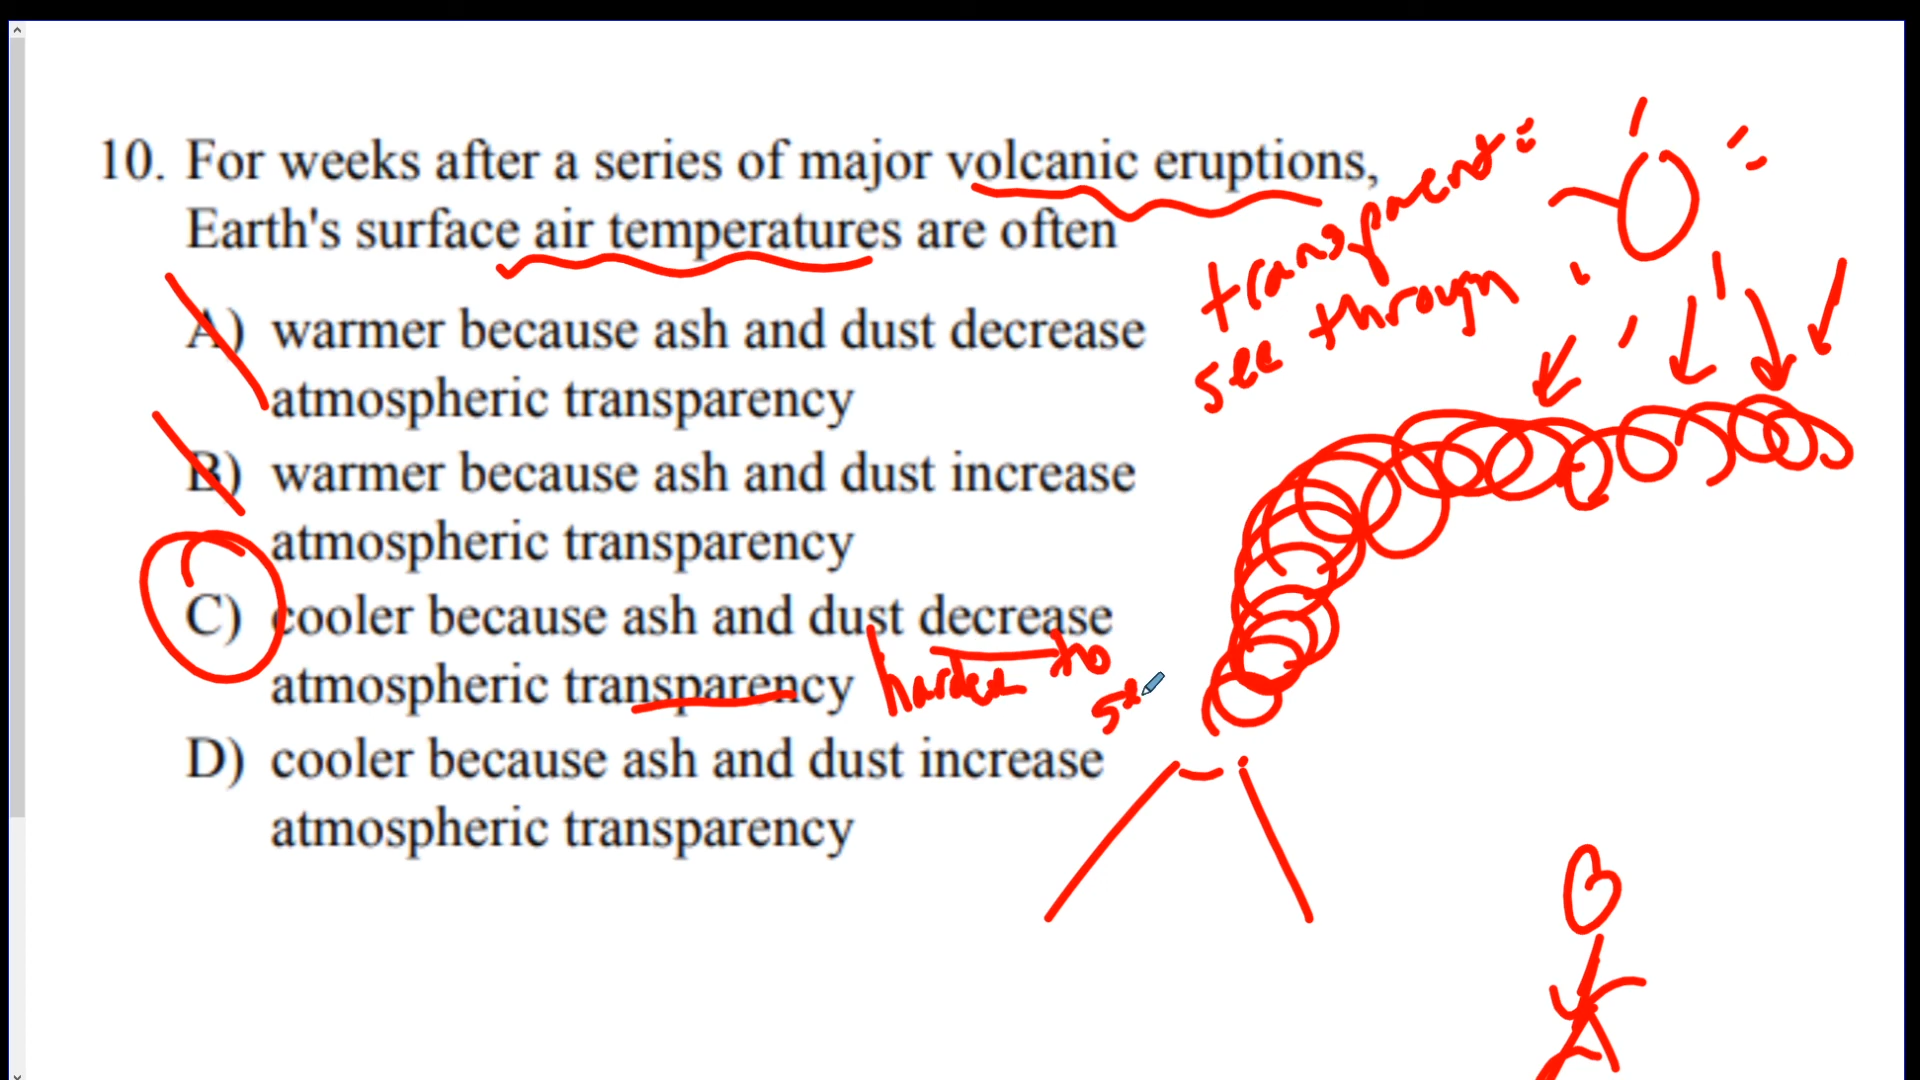 10. For weeks after a series of major volcanic eruptions,
Earth's surface air temperatures are often
A) warmer because ash and dust decrease
atmospheric transparency
B) warmer because ash and dust increase
atmospheric transparency
C) cooler because ash and dust decrease
atmospheric transparency
D) cooler because ash and dust increase
atmospheric transparency
transparent:
see through
harder to